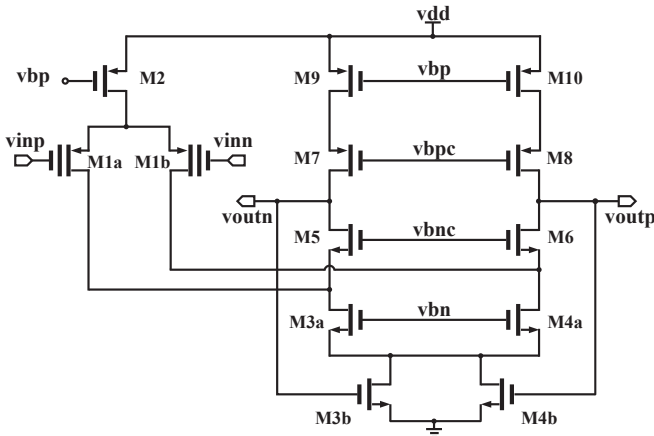 vdd
vbp M2 M9 vbp M10
vinp vinn
M1a M1b M7 vbpc M8
voutn voutp
M5 vbnc M6
M3a vbn M4a
M3b M4b